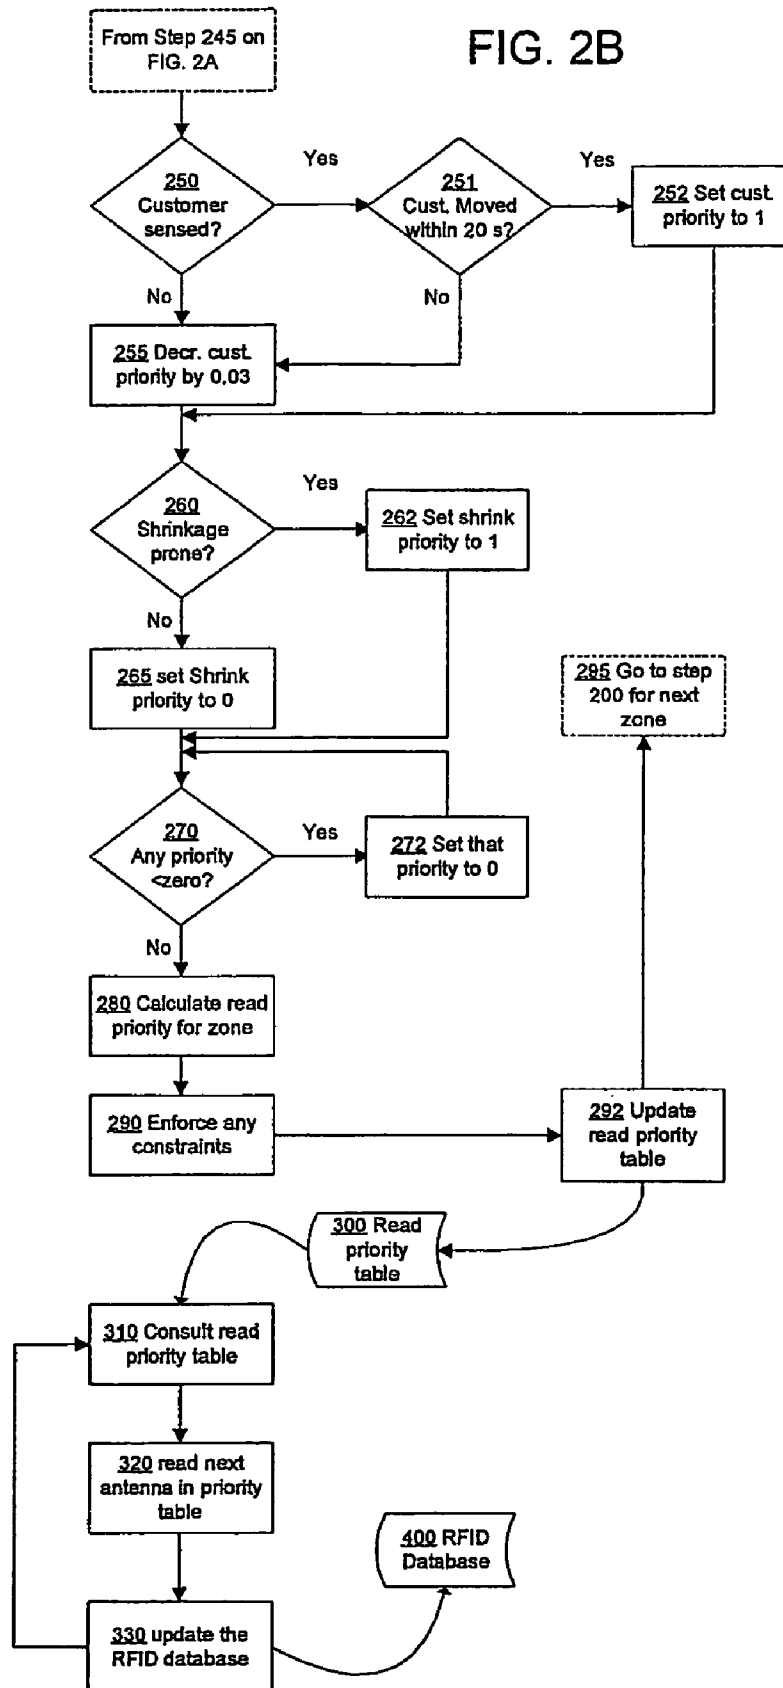 FIG. 2B
From Step 245 on
FIG. 2A
250
Customer
sensed?
Yes
251
Cust. Moved
within 20 s?
Yes
252 Set cust.
priority to 1
No
No
255 Decr. cust.
priority by 0.03
260
Shrinkage
prone?
Yes
262 Set shrink
priority to 1
No
265 set Shrink
priority to 0
295 Go to step
200 for next
zone
270
Any priority
<zero?
Yes
272 Set that
priority to 0
No
280 Calculate read
priority for zone
290 Enforce any
constraints
292 Update
read priority
table
300 Read
priority
table
310 Consult read
priority table
320 read next
antenna in priority
table
400 RFID
Database
330 update the
RFID database